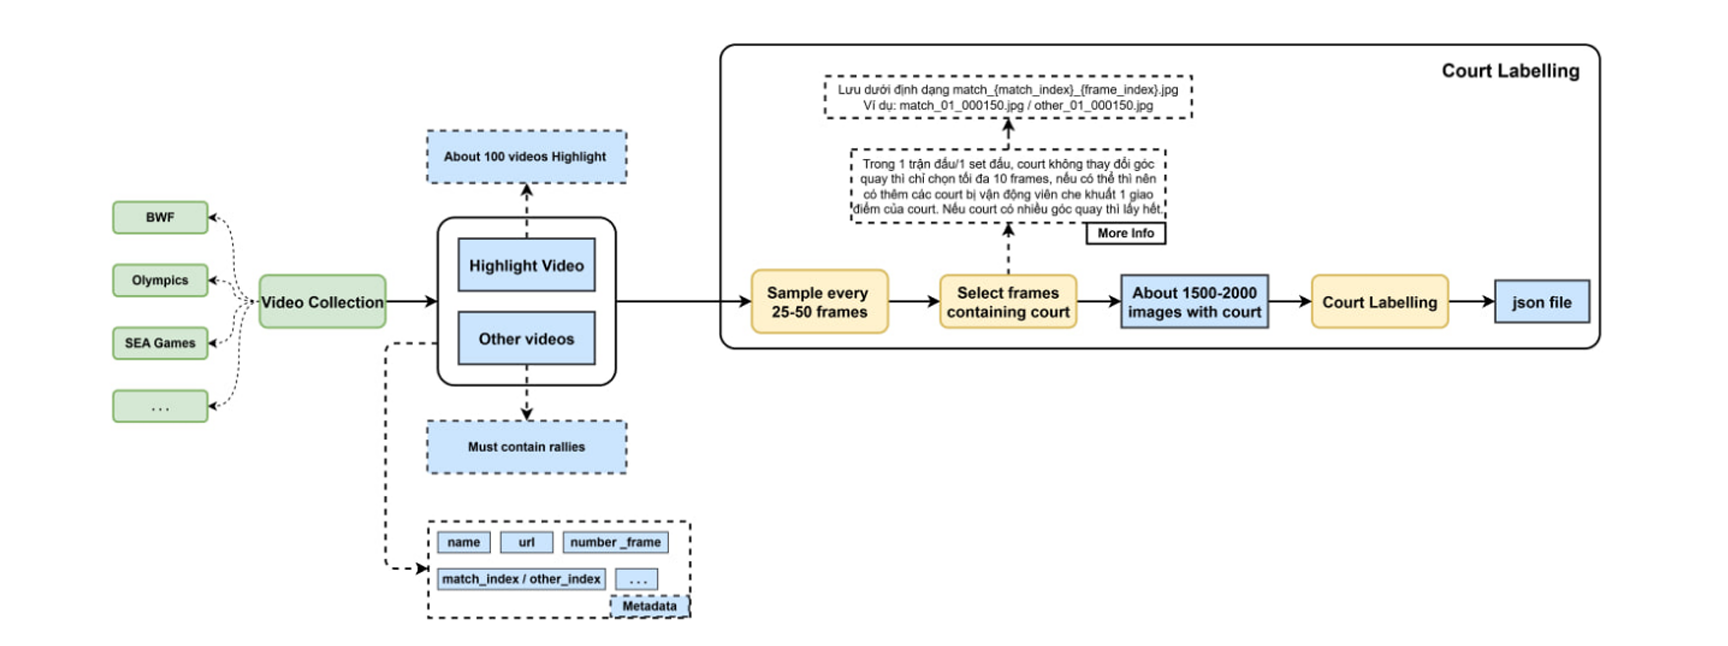 Court Labelling
Lưu dưới định dạng match_{match_index}_{frame_index}.jpg
Ví dụ: match_01_000150.jpg / other_01_000150.jpg
Trong 1 trận đấu/1 set đấu, court không thay đổi góc
quay thì chỉ chọn tối đa 10 frames, nếu có thể thì nên
có thêm các court bị vận động viên che khuất 1 giao
điểm của court. Nếu court có nhiều góc quay thì lấy hết.
More Info
About 100 videos Highlight
BWF
Olympics
SEA Games
...
Video Collection
Highlight Video
Other videos
Must contain rallies
Sample every
25-50 frames
Select frames
containing court
About 1500-2000
images with court
Court Labelling
json file
name
url
number _frame
match_index / other_index
...
Metadata